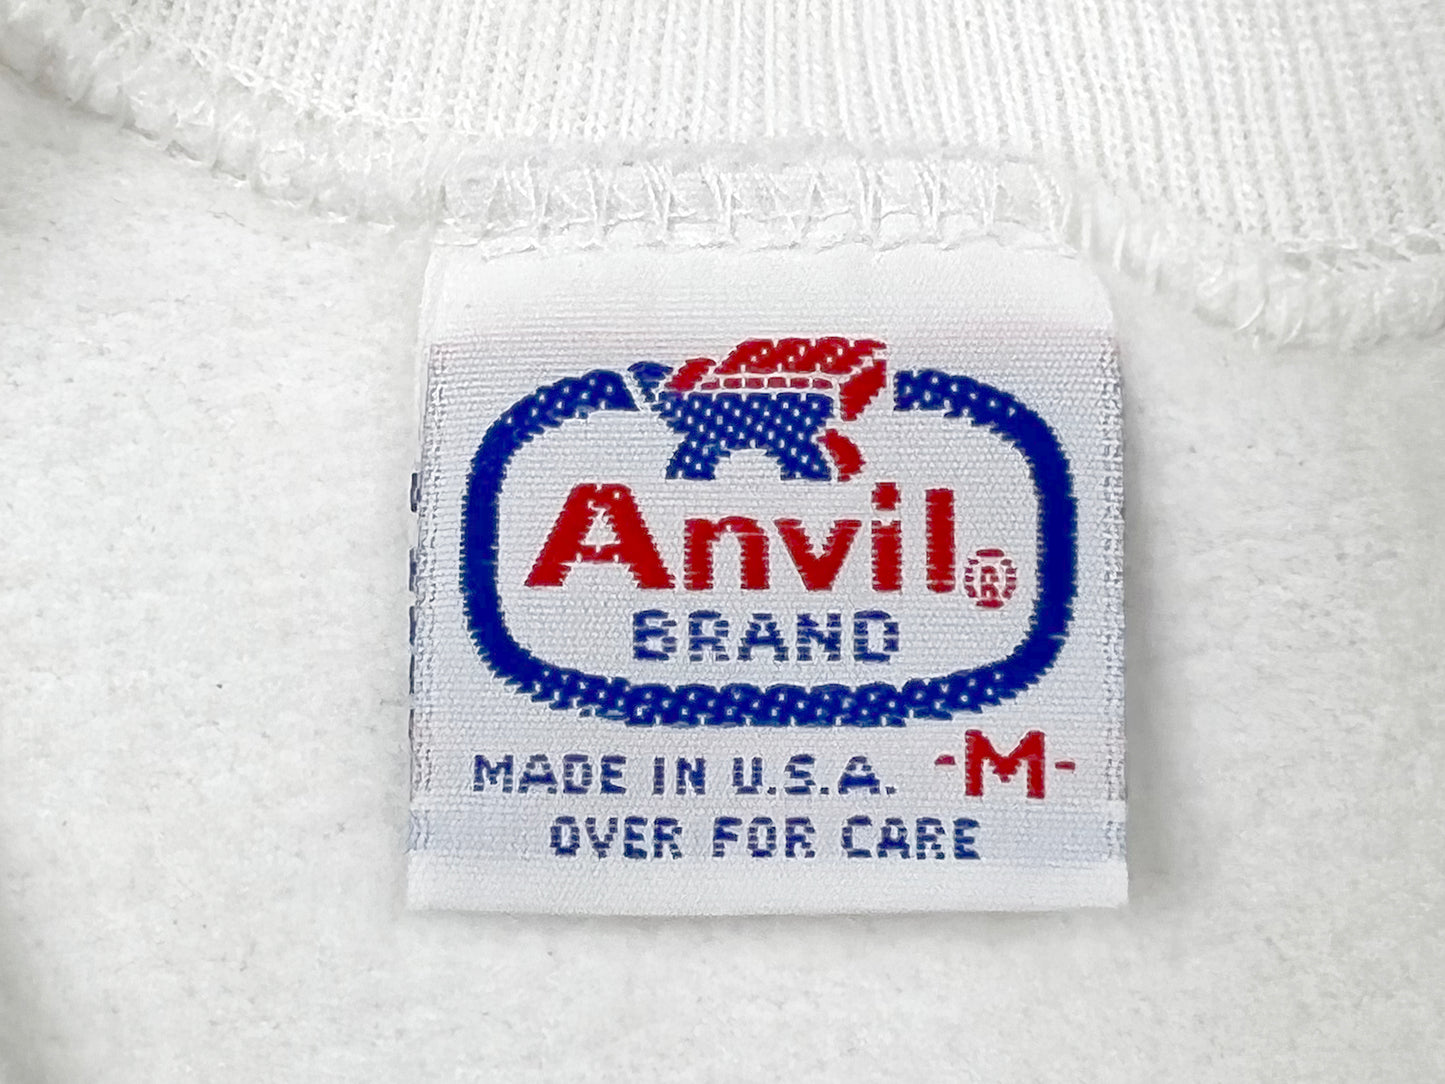 Anvil®
BRAND
MADE IN U.S.A. -M-
OVER FOR CARE